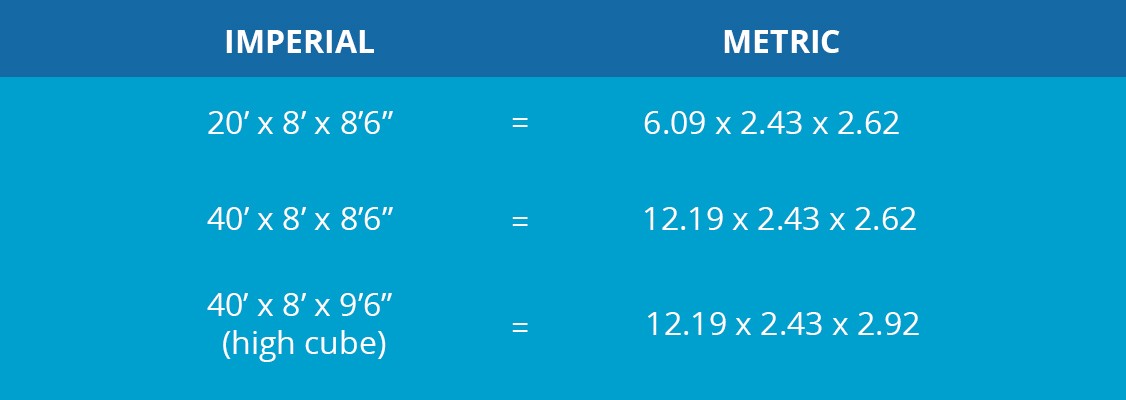 IMPERIAL METRIC
20’ x 8’ x 8’6” = 6.09 x 2.43 x 2.62
40’ x 8’ x 8’6” = 12.19 x 2.43 x 2.62
40’ x 8’ x 9’6”
(high cube) = 12.19 x 2.43 x 2.92